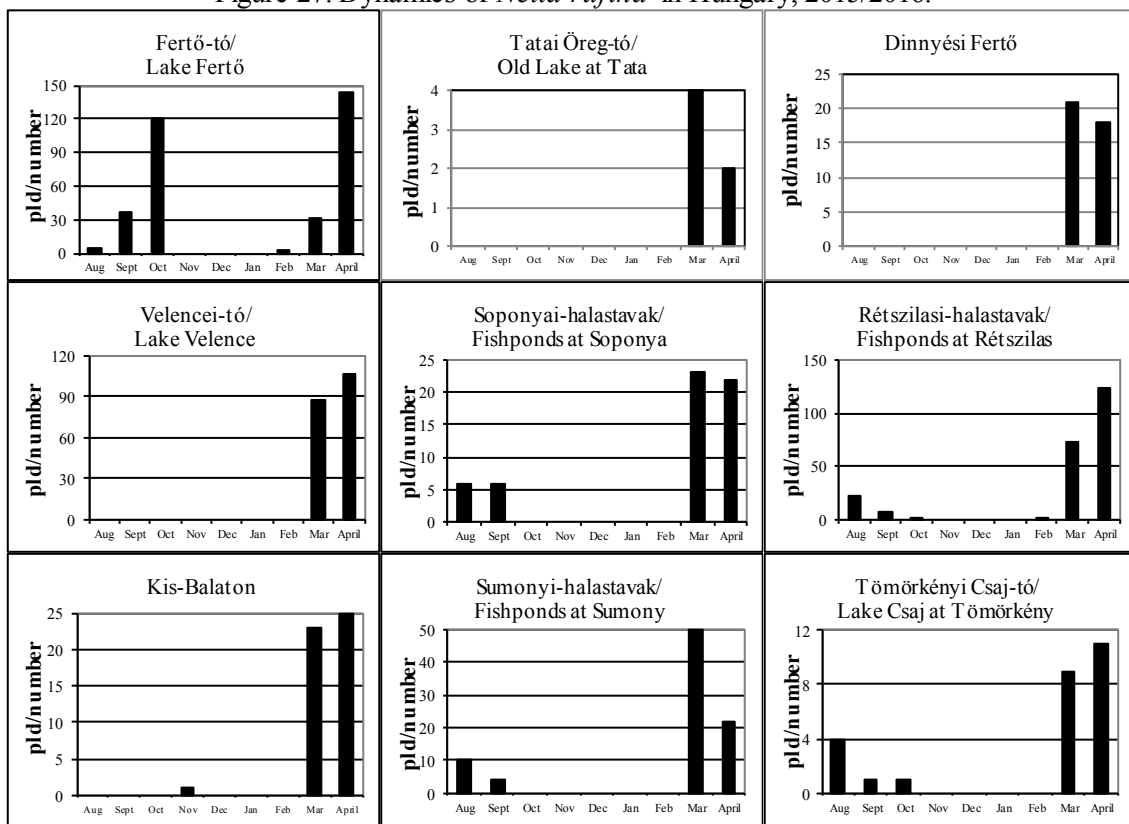 Figure 27. Dynamics of Netta rufina in Hungary, 2015/2016.
Fertő-tó/
Lake Fertő
pld/number
150
120
90
60
30
0
Aug Sept Oct Nov Dec Jan Feb Mar April
Tatai Öreg-tó/
Old Lake at Tata
pld/number
4
3
2
1
0
Aug Sept Oct Nov Dec Jan Feb Mar April
Dinnyési Fertő
pld/number
25
20
15
10
5
0
Aug Sept Oct Nov Dec Jan Feb Mar April
Velencei-tó/
Lake Velence
pld/number
120
90
60
30
0
Aug Sept Oct Nov Dec Jan Feb Mar April
Soponyai-halastavak/
Fishponds at Soponya
pld/number
25
20
15
10
5
0
Aug Sept Oct Nov Dec Jan Feb Mar April
Rétszilasi-halastavak/
Fishponds at Rétszilas
pld/number
150
100
50
0
Aug Sept Oct Nov Dec Jan Feb Mar April
Kis-Balaton
pld/number
25
20
15
10
5
0
Aug Sept Oct Nov Dec Jan Feb Mar April
Sumonyi-halastavak/
Fishponds at Sumony
pld/number
50
40
30
20
10
0
Aug Sept Oct Nov Dec Jan Feb Mar April
Tömörkényi Csaj-tó/
Lake Csaj at Tömörkény
pld/number
12
8
4
0
Aug Sept Oct Nov Dec Jan Feb Mar April